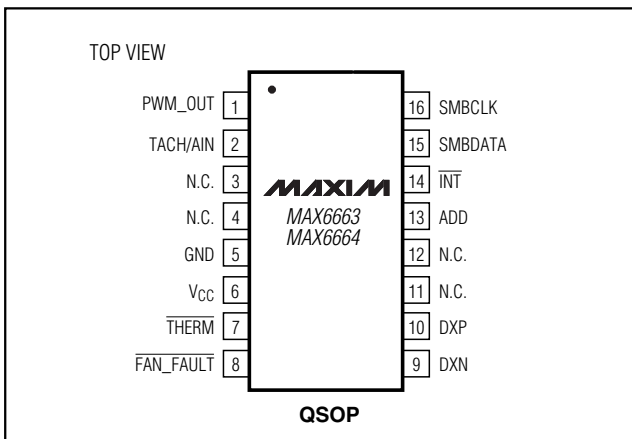 TOP VIEW
PWM_OUT 1
TACH/AIN 2
N.C. 3
N.C. 4
GND 5
VCC 6
THERM 7
FAN_FAULT 8
MAXIM
MAX6663
MAX6664
16 SMBCLK
15 SMBDATA
14 INT
13 ADD
12 N.C.
11 N.C.
10 DXP
9 DXN
QSOP